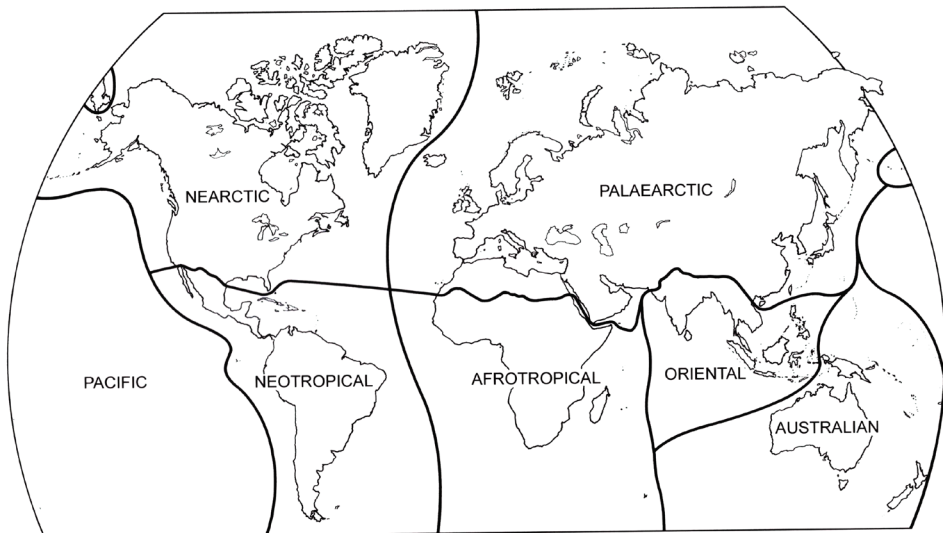 NEARCTIC
PALAEARCTIC
PACIFIC
NEOTROPICAL
AFROTROPICAL
ORIENTAL
AUSTRALIAN